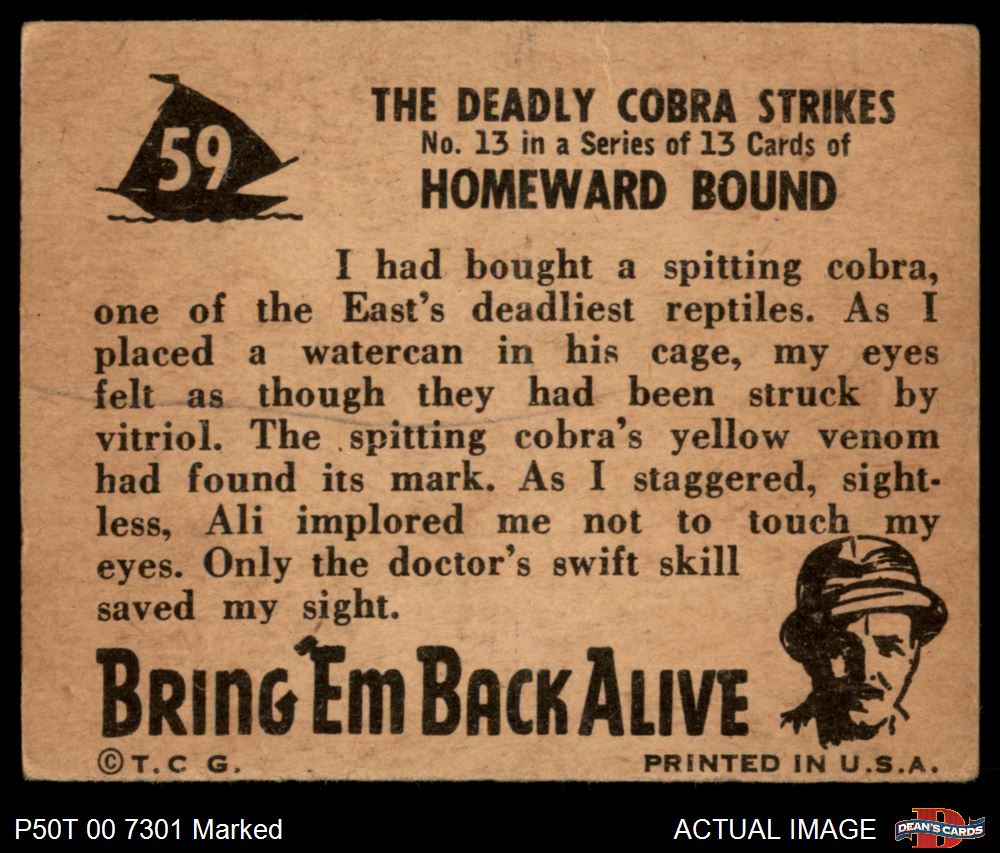 59
THE DEADLY COBRA STRIKES
No. 13 in a Series of 13 Cards of
HOMEWARD BOUND
I had bought a spitting cobra,
one of the East's deadliest reptiles. As I
placed a watercan in his cage, my eyes
felt as though they had been struck by
vitriol. The spitting cobra's yellow venom
had found its mark. As I staggered, sight-
less, Ali implored me not to touch my
eyes. Only the doctor's swift skill
saved my sight.
BRING 'EM BACK ALIVE
© T. C G.
PRINTED IN U.S.A.
P50T 00 7301 Marked
ACTUAL IMAGE
D
DEAN'S CARDS